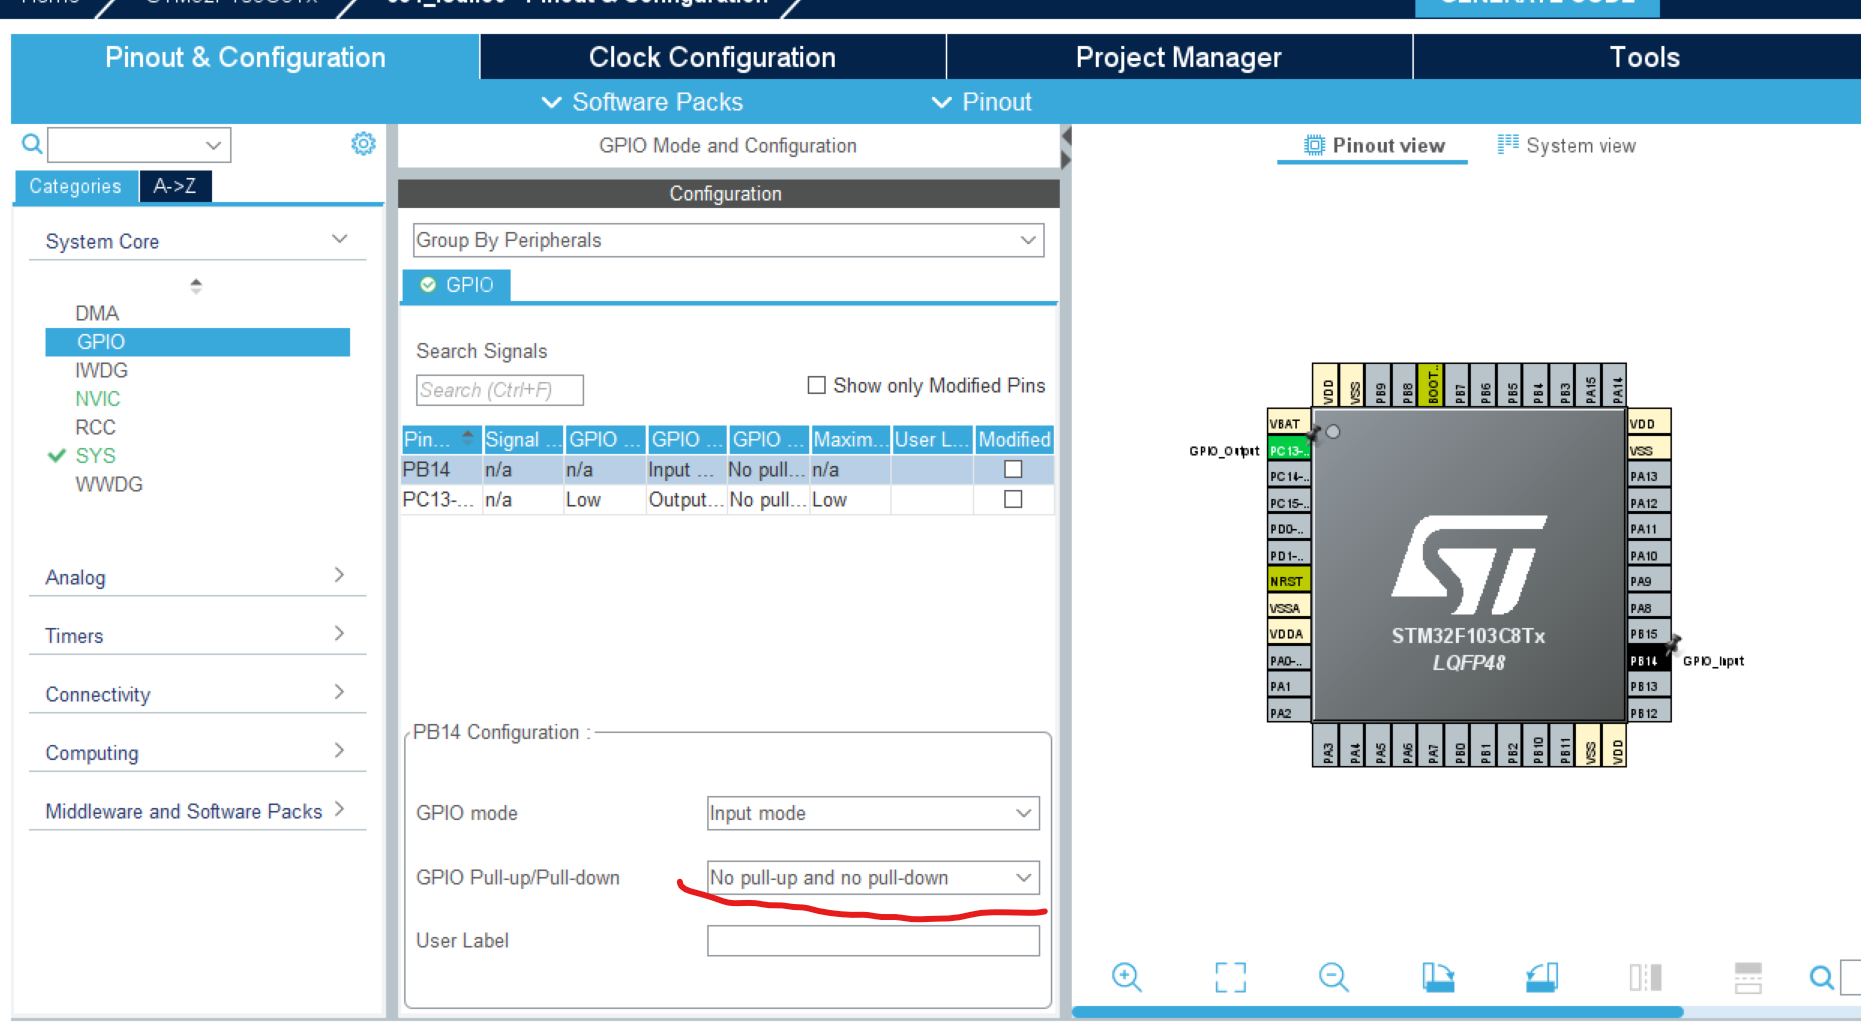 Pinout & Configuration
Clock Configuration
Project Manager
Tools
Software Packs
Pinout
GPIO Mode and Configuration
Pinout view
System view
Categories
A->Z
Configuration
System Core
Group By Peripherals
GPIO
DMA
GPIO
IWDG
NVIC
RCC
SYS
WWDG
Search Signals
Search (Ctrl+F)
Show only Modified Pins
Pin... Signal ... GPIO ... GPIO ... GPIO ... Maxim... User L... Modified
PB14 n/a n/a Input ... No pull... n/a
PC13-... n/a Low Output... No pull... Low
Analog
Timers
Connectivity
Computing
Middleware and Software Packs
PB14 Configuration :
GPIO mode
Input mode
GPIO Pull-up/Pull-down
No pull-up and no pull-down
User Label
VDD VSS PB9 PB8 BOOT.. PB7 PB6 PB5 PB4 PB3 PA15 PA14
VBAT
GPIO_Output PC13-..
PC14-..
PC15-..
PD0-..
PD1-..
NRST
VSSA
VDDA
PA0-..
PA1
PA2
STM32F103C8Tx
LQFP48
VDD
VSS
PA13
PA12
PA11
PA10
PA9
PA8
PB15
PB14 GPIO_Input
PB13
PB12
PA3 PA4 PA5 PA6 PA7 PB0 PB1 PB2 PB10 PB11 VSS VDD